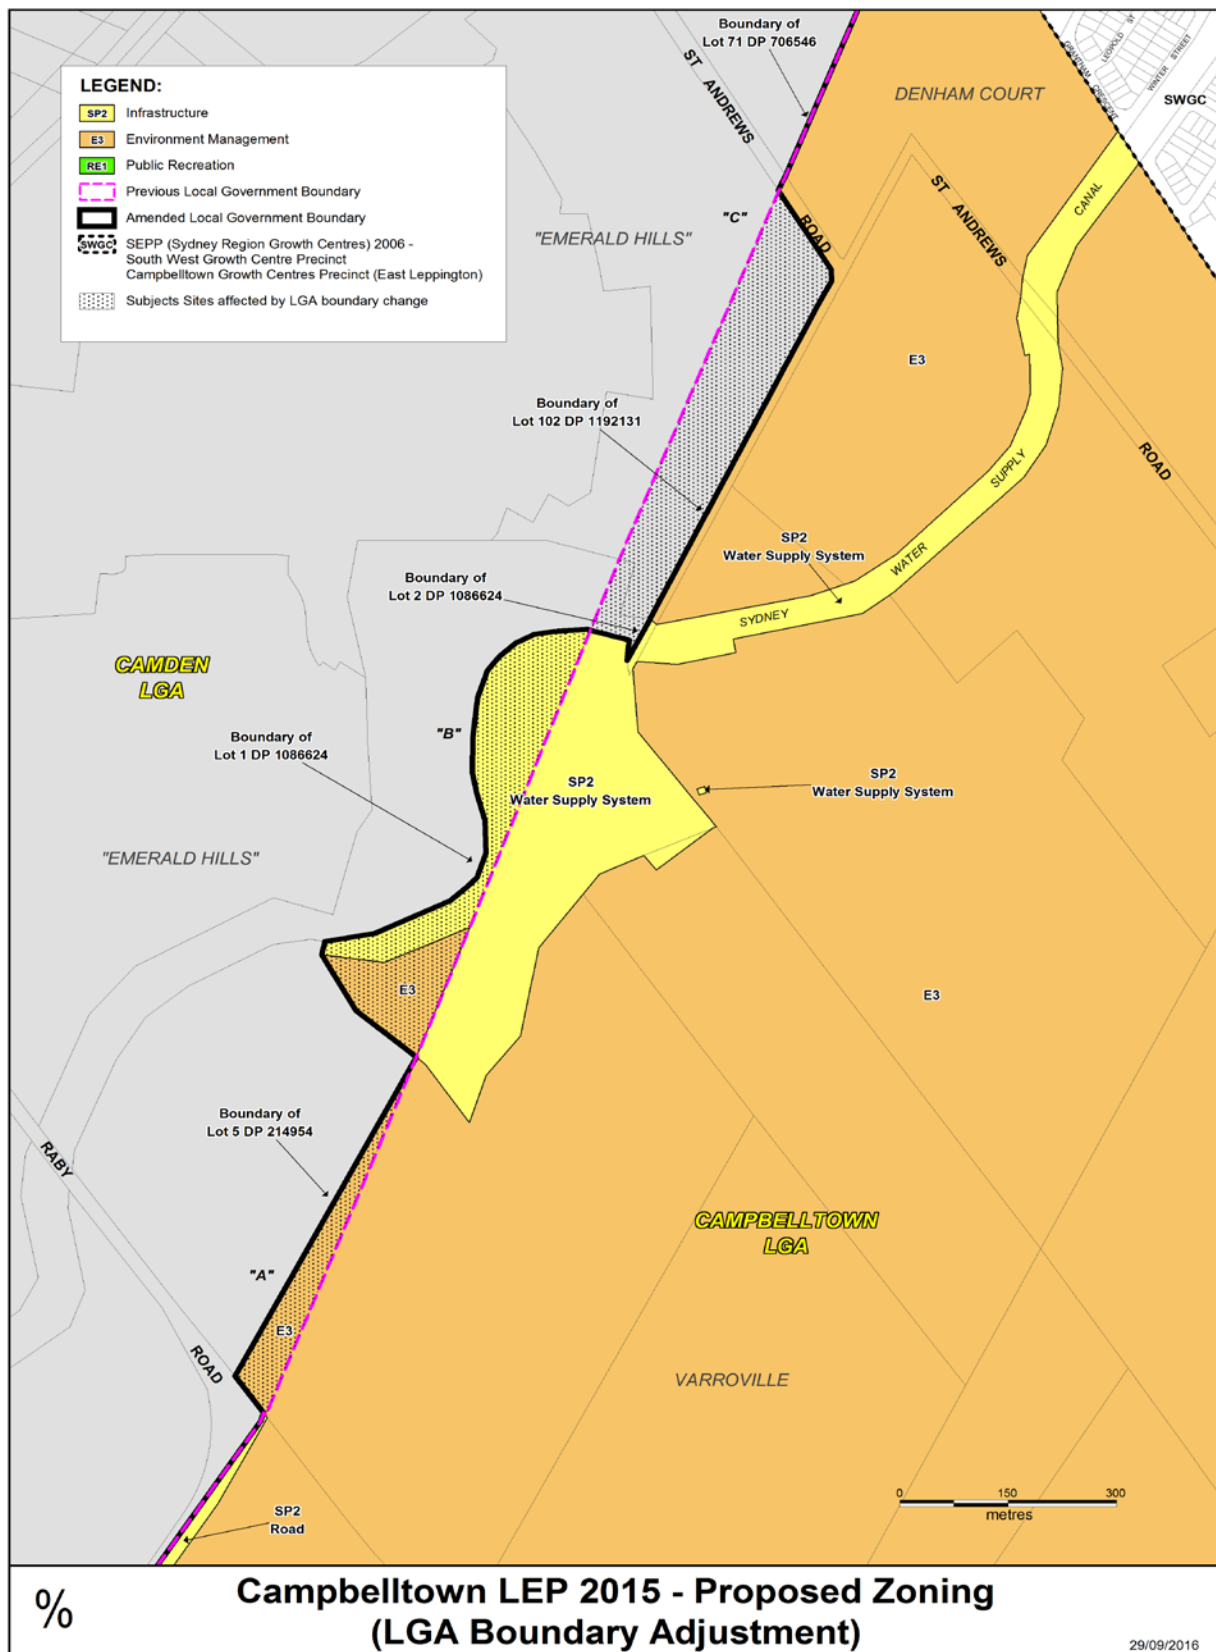 Boundary of
Lot 71 DP 706546
ST ANDREWS
ROAD
DENHAM COURT
GRANTHAM CRESCENT
LEOPOLD ST
WINTER STREET
SWGC
LEGEND:
SP2 Infrastructure
E3 Environment Management
RE1 Public Recreation
Previous Local Government Boundary
Amended Local Government Boundary
SWGC SEPP (Sydney Region Growth Centres) 2006 -
South West Growth Centre Precinct
Campbelltown Growth Centres Precinct (East Leppington)
Subjects Sites affected by LGA boundary change
"EMERALD HILLS"
"C"
ST ANDREWS
ROAD
CANAL
E3
Boundary of
Lot 102 DP 1192131
SUPPLY
SP2
Water Supply System
WATER
SYDNEY
Boundary of
Lot 2 DP 1086624
CAMDEN
LGA
"B"
Boundary of
Lot 1 DP 1086624
SP2
Water Supply System
SP2
Water Supply System
"EMERALD HILLS"
E3
E3
Boundary of
Lot 5 DP 214954
RABY
ROAD
CAMPBELLTOWN
LGA
"A"
E3
VARROVILLE
SP2
Road
0 150 300
metres
%
Campbelltown LEP 2015 - Proposed Zoning
(LGA Boundary Adjustment)
29/09/2016